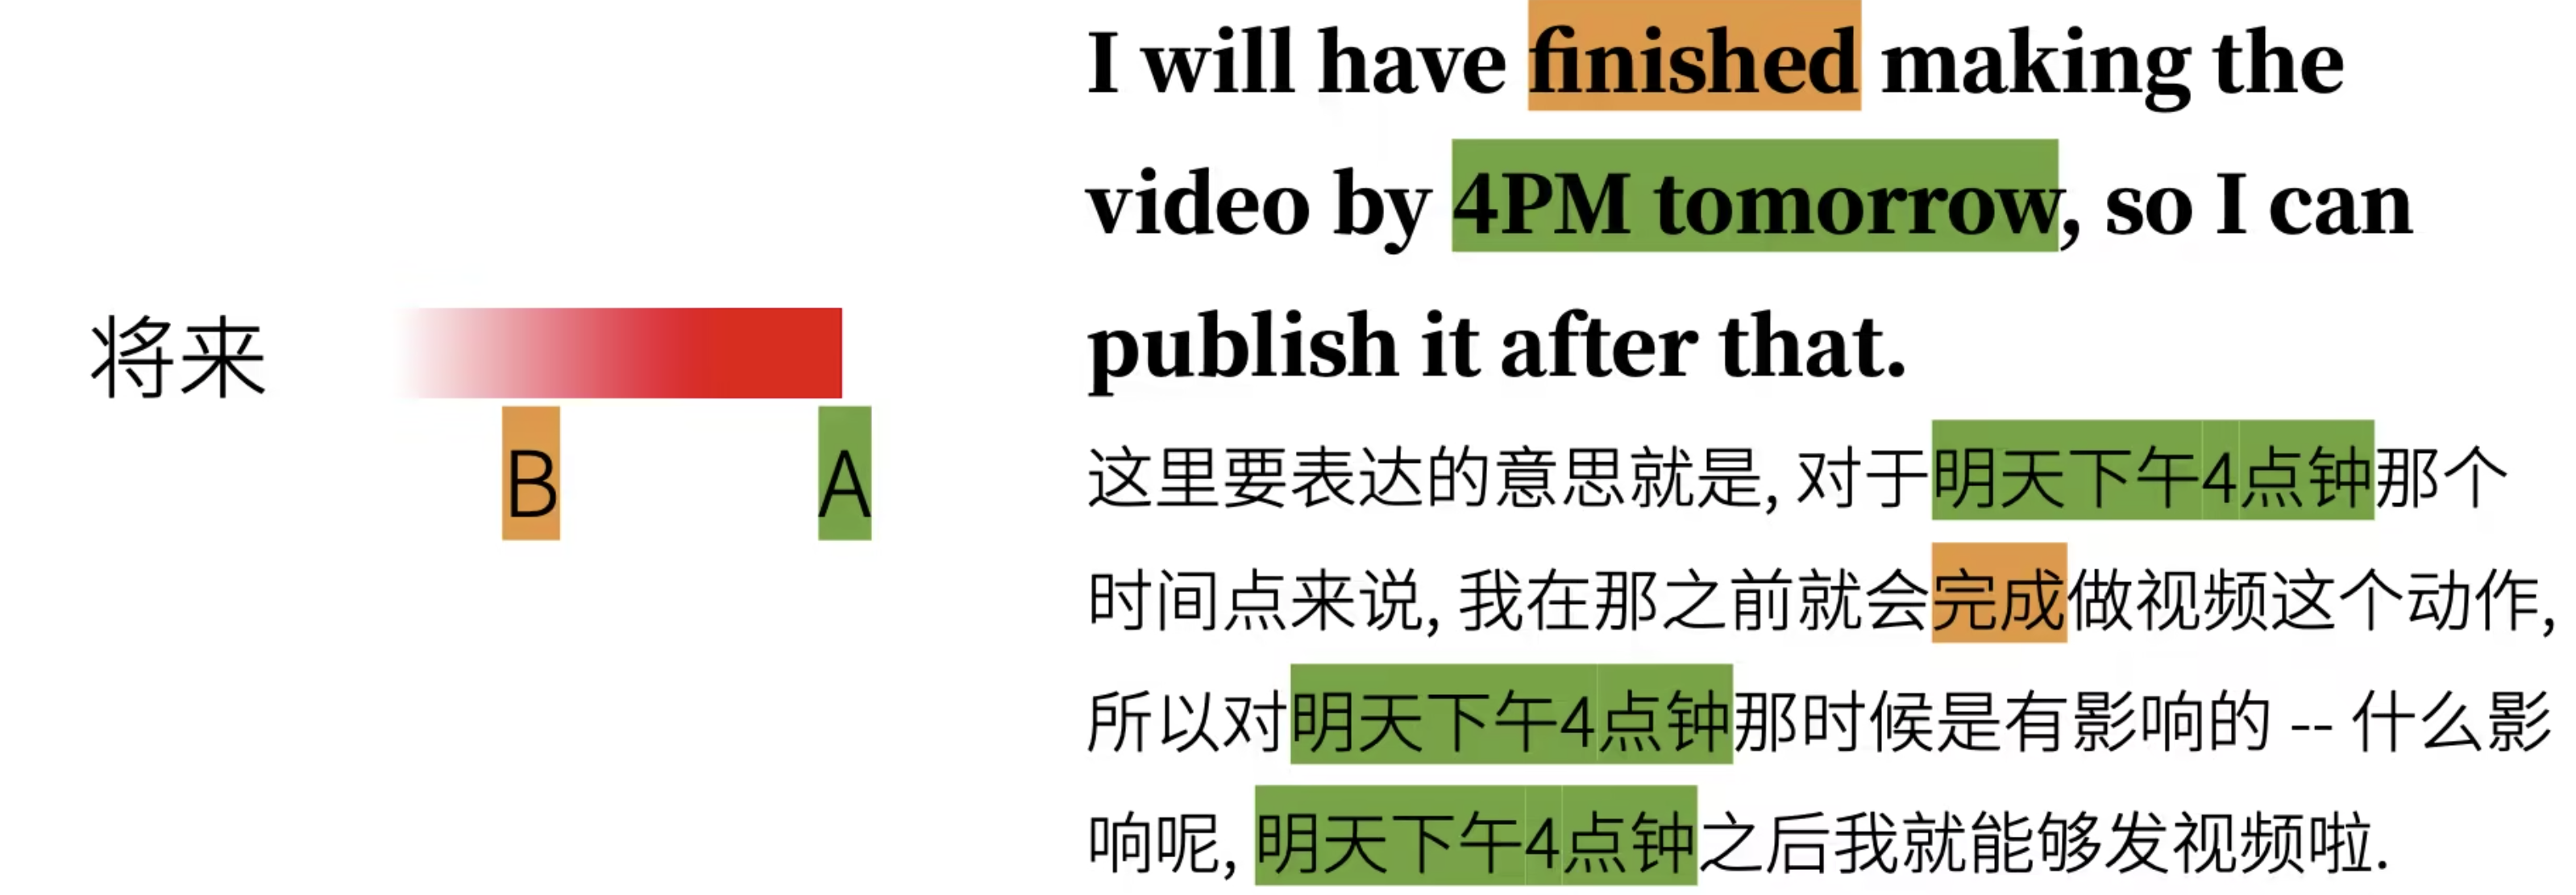 将来
B
A
I will have finished making the
video by 4PM tomorrow, so I can
publish it after that.
这里要表达的意思就是, 对于明天下午4点钟那个
时间点来说, 我在那之前就会完成做视频这个动作,
所以对明天下午4点钟那时候是有影响的 -- 什么影
响呢, 明天下午4点钟之后我就能够发视频啦.